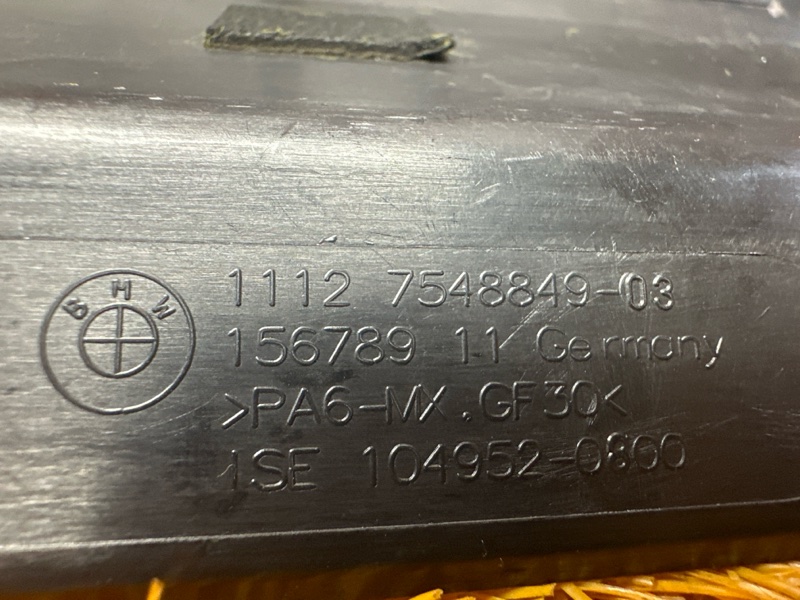 BMW
1112 7548849-03
156789 11 Germany
>PA6-MX.GF30<
1SE 104952-0800